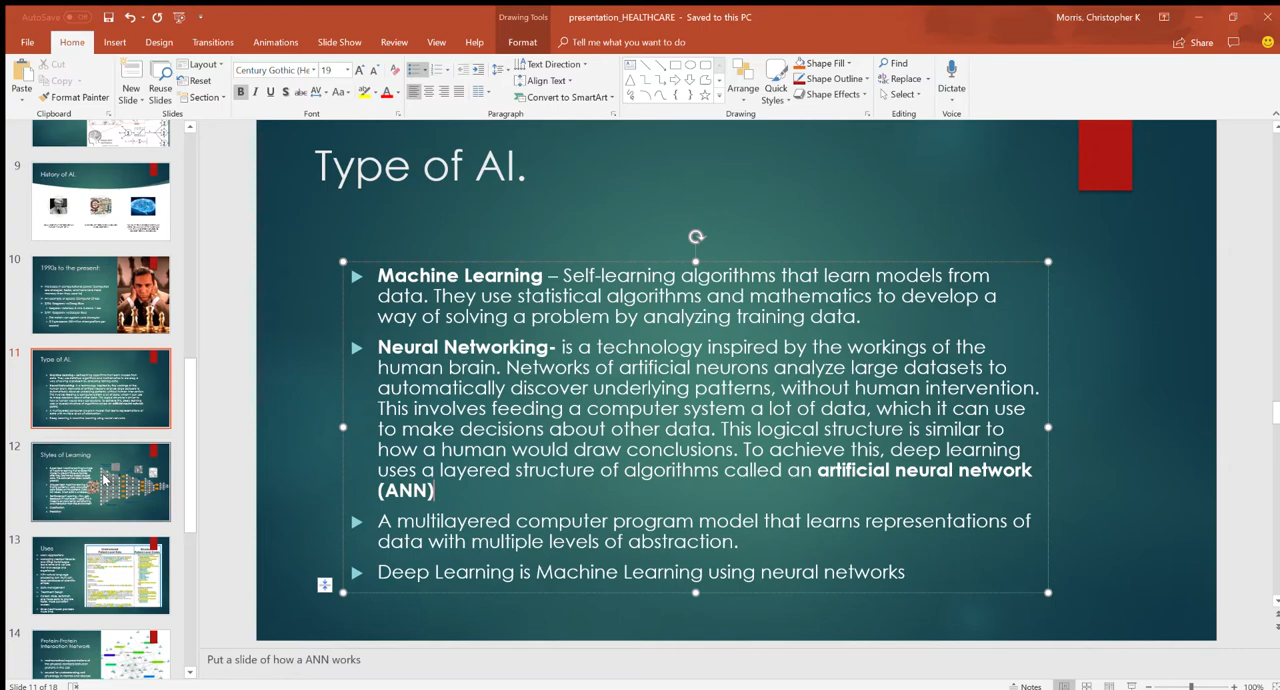 AutoSave
Off
presentation_HEALTHCARE - Saved to this PC
Drawing Tools
Morris, Christopher K
File
Home
Insert
Design
Transitions
Animations
Slide Show
Review
View
Help
Format
Tell me what you want to do
Share
Paste
Cut
Copy
Format Painter
Clipboard
New
Slide
Reuse
Slides
Layout
Reset
Section
Slides
Century Gothic (He
19
Font
Text Direction
Align Text
Convert to SmartArt
Paragraph
Arrange
Quick
Styles
Shape Fill
Shape Outline
Shape Effects
Drawing
Find
Replace
Select
Editing
Dictate
Voice
9
History of AI.
10
1990s to the present:
11
Type of AI.
12
Styles of Learning
13
Uses
14
Protein-Protein
Interaction Network
Type of AI.
Machine Learning – Self-learning algorithms that learn models from
data. They use statistical algorithms and mathematics to develop a
way of solving a problem by analyzing training data.
Neural Networking- is a technology inspired by the workings of the
human brain. Networks of artificial neurons analyze large datasets to
automatically discover underlying patterns, without human intervention.
This involves feeding a computer system a lot of data, which it can use
to make decisions about other data. This logical structure is similar to
how a human would draw conclusions. To achieve this, deep learning
uses a layered structure of algorithms called an artificial neural network
(ANN)
A multilayered computer program model that learns representations of
data with multiple levels of abstraction.
Deep Learning is Machine Learning using neural networks
Put a slide of how a ANN works
Slide 11 of 18
Notes
100%